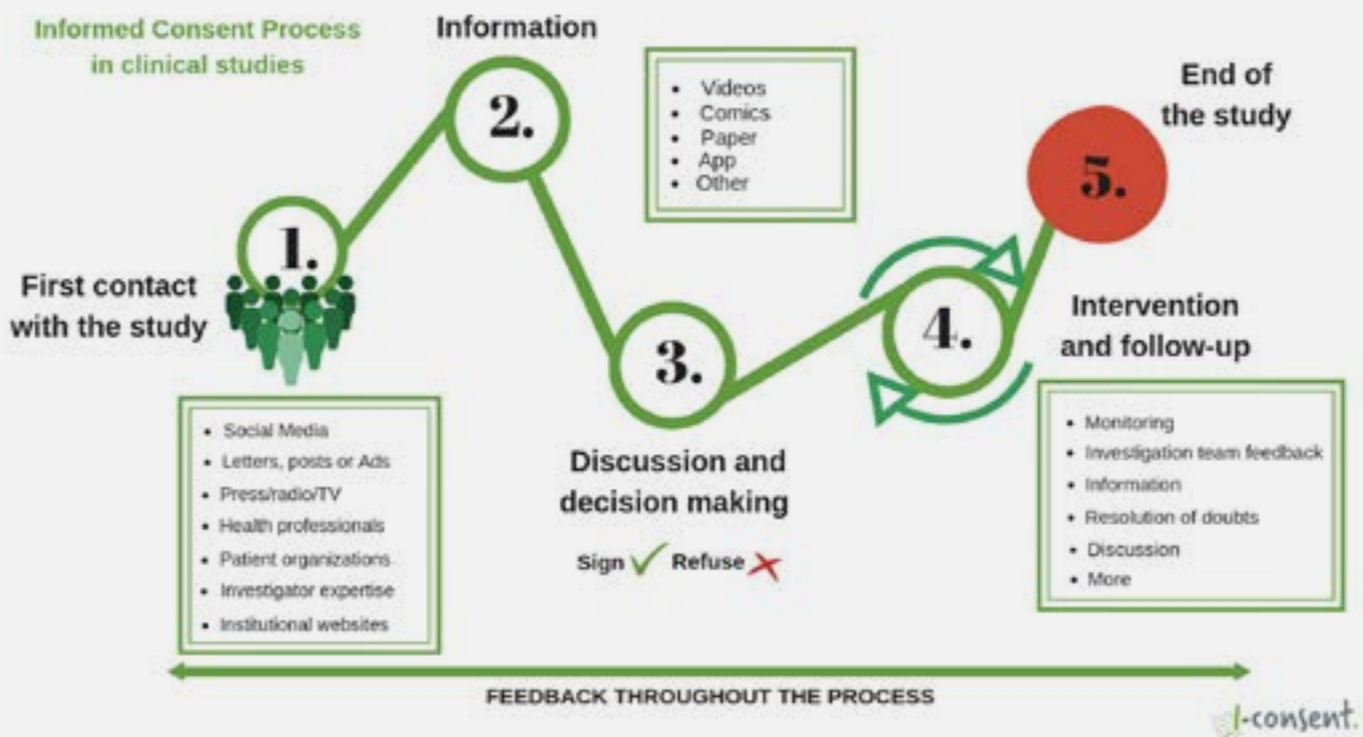 Informed Consent Process
in clinical studies
1.
First contact
with the study
• Social Media
• Letters, posts or Ads
• Press/radio/TV
• Health professionals
• Patient organizations
• Investigator expertise
• Institutional websites
Information
2.
• Videos
• Comics
• Paper
• App
• Other
3.
Discussion and
decision making
Sign ✓ Refuse ✗
4.
Intervention
and follow-up
• Monitoring
• Investigation team feedback
• Information
• Resolution of doubts
• Discussion
• More
5.
End of
the study
FEEDBACK THROUGHOUT THE PROCESS
i-consent.